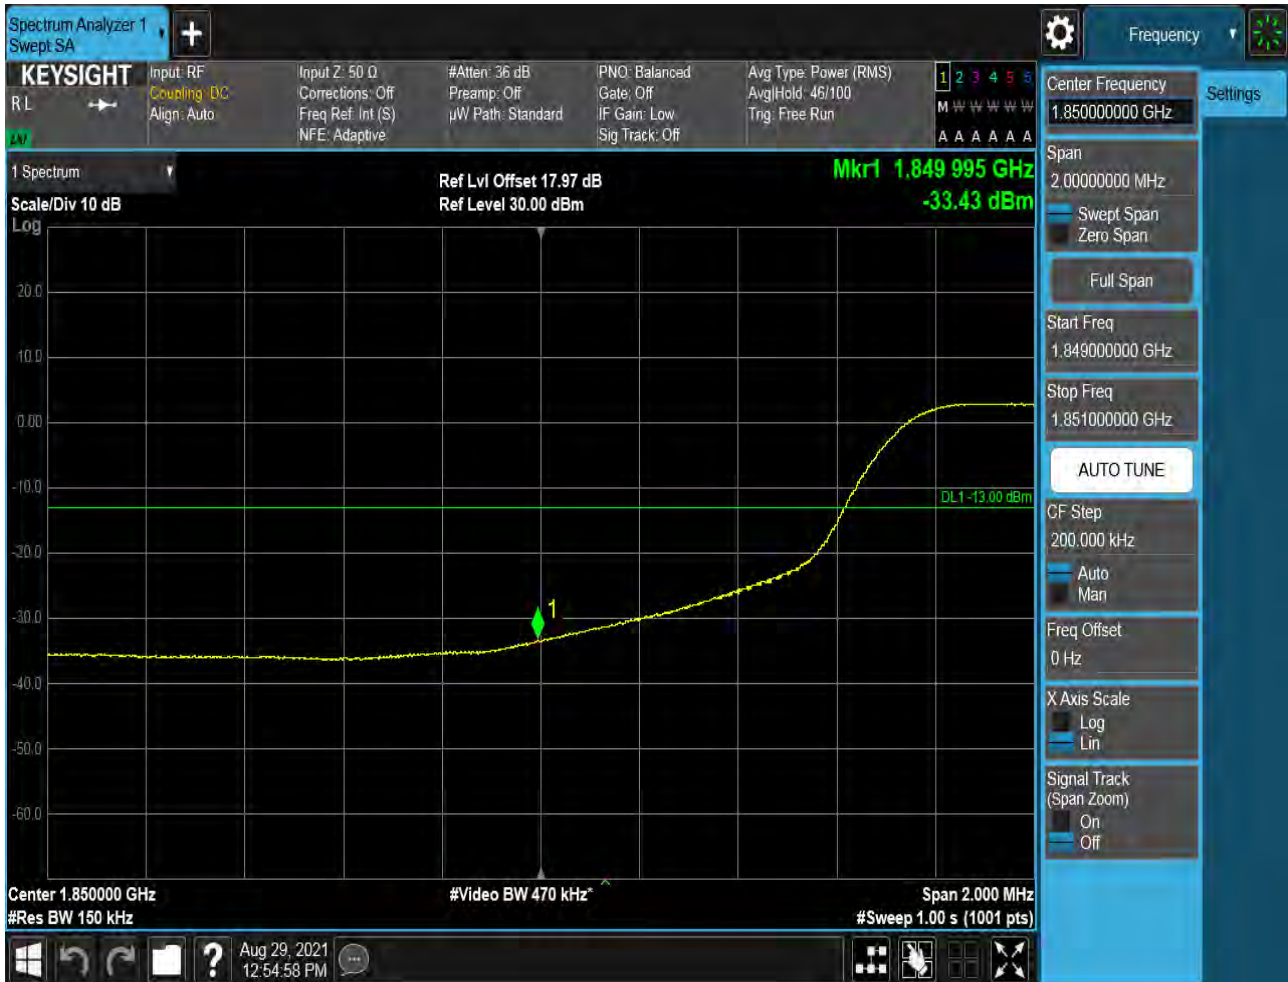 Spectrum Analyzer 1
Swept SA
Frequency
KEYSIGHT
R L
LNI
Input: RF
Coupling: DC
Align: Auto
Input Z: 50 Ω
Corrections: Off
Freq Ref: Int (S)
NFE: Adaptive
#Atten: 36 dB
Preamp: Off
µW Path: Standard
PNO: Balanced
Gate: Off
IF Gain: Low
Sig Track: Off
Avg Type: Power (RMS)
Avg|Hold: 46/100
Trig: Free Run
1 2 3 4 5 6
M W W W W W
A A A A A A
1 Spectrum
Scale/Div 10 dB
Log
Ref Lvl Offset 17.97 dB
Ref Level 30.00 dBm
Mkr1 1.849 995 GHz
-33.43 dBm
20.0
10.0
0.00
-10.0
-20.0
-30.0
-40.0
-50.0
-60.0
DL1 -13.00 dBm
1
Center 1.850000 GHz
#Res BW 150 kHz
#Video BW 470 kHz*
Span 2.000 MHz
#Sweep 1.00 s (1001 pts)
Aug 29, 2021
12:54:58 PM
?
Center Frequency
1.850000000 GHz
Settings
Span
2.00000000 MHz
Swept Span
Zero Span
Full Span
Start Freq
1.849000000 GHz
Stop Freq
1.851000000 GHz
AUTO TUNE
CF Step
200.000 kHz
Auto
Man
Freq Offset
0 Hz
X Axis Scale
Log
Lin
Signal Track
(Span Zoom)
On
Off